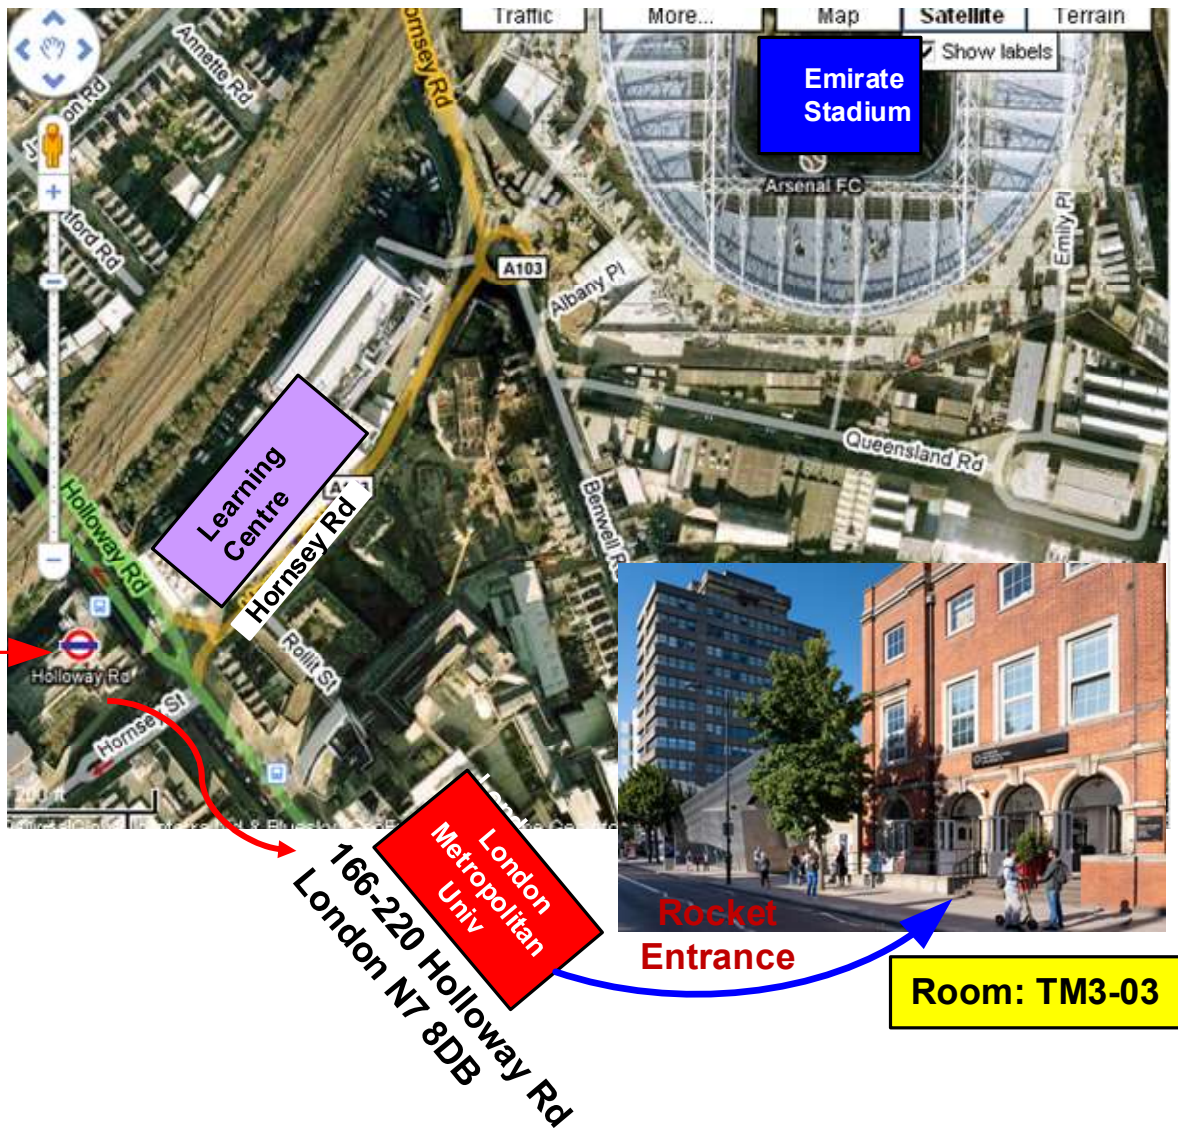 Traffic
More...
Map
Satellite
Terrain
Show labels
Emirate
Stadium
Arsenal FC
Annette Rd
Hornsey Rd
A103
Albany Pl
Emily Pl
Queensland Rd
Benwell
Learning
Centre
Hornsey Rd
Holloway Rd
Rollit St
Holloway Rd
Hornsey St
London
Metropolitan
Univ
166-220 Holloway Rd
London N7 8DB
Rocket
Entrance
Room: TM3-03